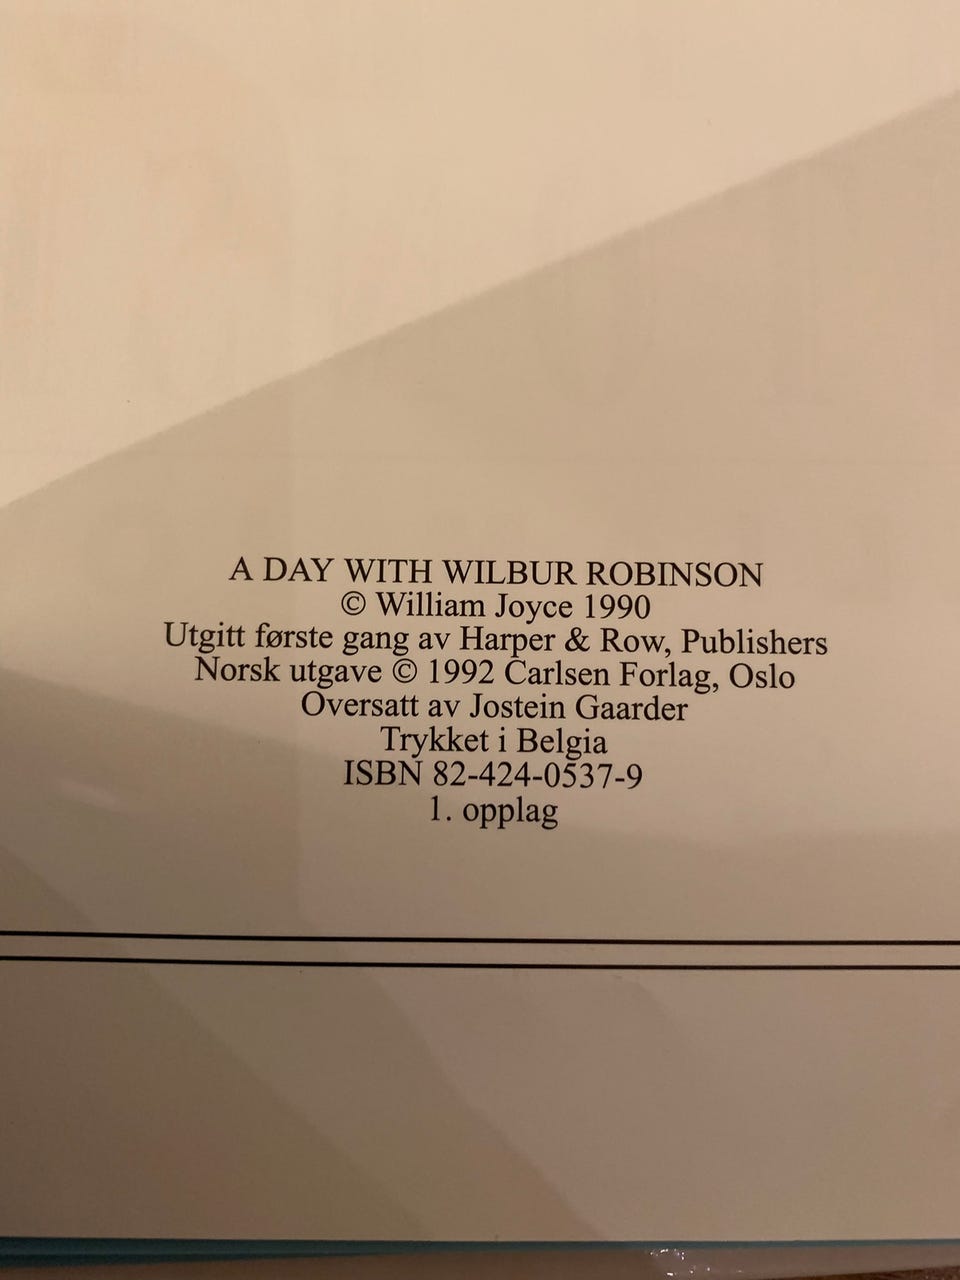 A DAY WITH WILBUR ROBINSON
© William Joyce 1990
Utgitt første gang av Harper & Row, Publishers
Norsk utgave © 1992 Carlsen Forlag, Oslo
Oversatt av Jostein Gaarder
Trykket i Belgia
ISBN 82-424-0537-9
1. opplag